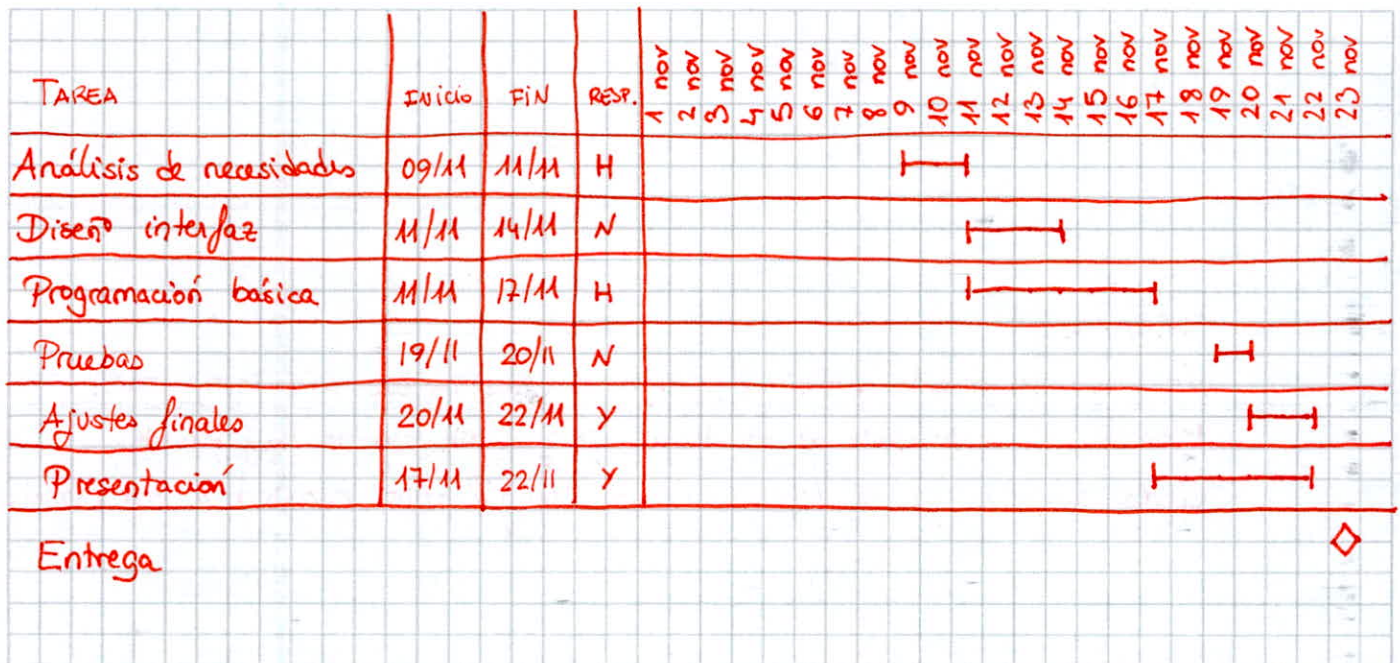 TAREA INICIO FIN RESP. 1 nov 2 nov 3 nov 4 nov 5 nov 6 nov 7 nov 8 nov 9 nov 10 nov 11 nov 12 nov 13 nov 14 nov 15 nov 16 nov 17 nov 18 nov 19 nov 20 nov 21 nov 22 nov 23 nov
Análisis de necesidades 09/11 11/11 H
Diseño interfaz 11/11 14/11 N
Programación básica 11/11 17/11 H
Pruebas 19/11 20/11 N
Ajustes finales 20/11 22/11 Y
Presentación 17/11 22/11 Y
Entrega